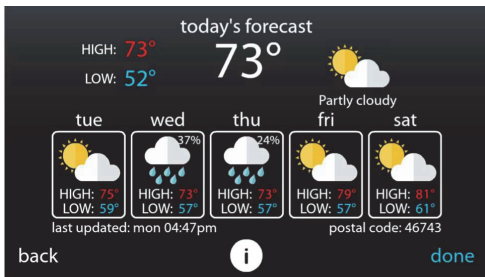 today's forecast
HIGH: 73°
73°
LOW: 52°
Partly cloudy
tue wed thu fri sat
37% 24%
HIGH: 75° HIGH: 73° HIGH: 73° HIGH: 79° HIGH: 81°
LOW: 59° LOW: 57° LOW: 57° LOW: 57° LOW: 61°
last updated: mon 04:47pm postal code: 46743
back i done